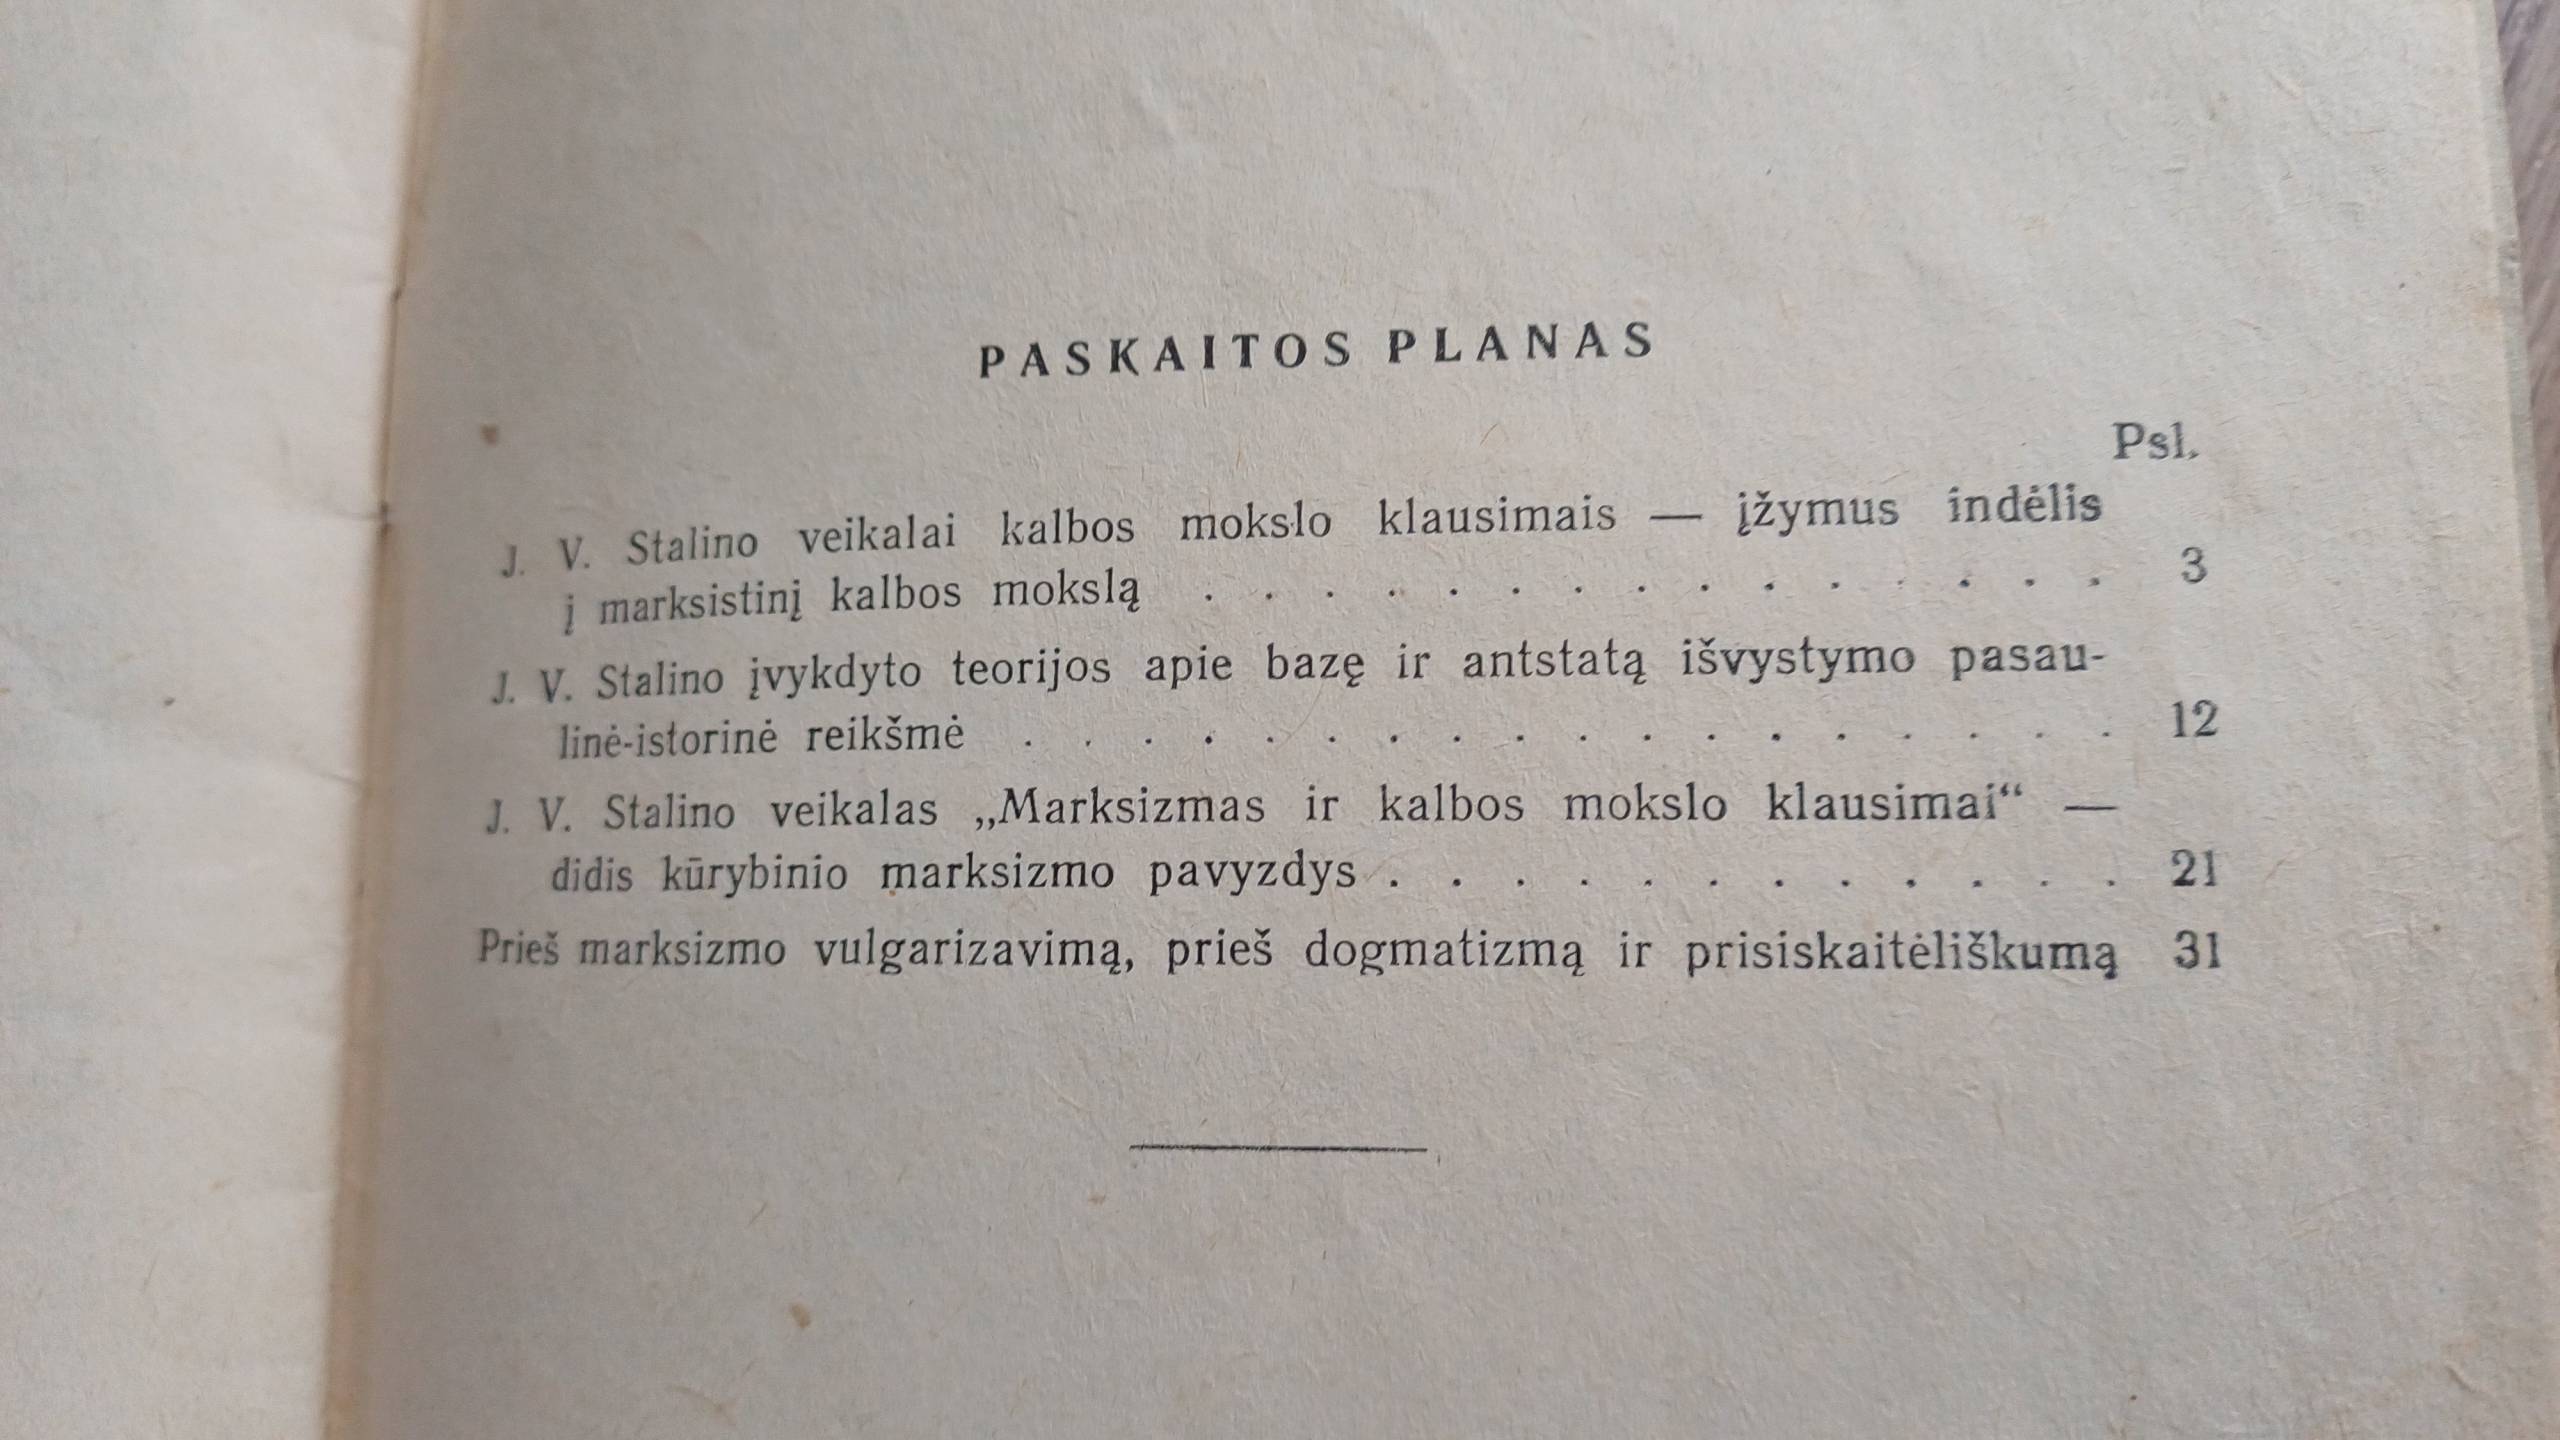 PASKAITOS PLANAS
Psl.
J. V. Stalino veikalai kalbos mokslo klausimais — įžymus indėlis
į marksistinį kalbos mokslą . . . . . . . . . . . . . . . 3
J. V. Stalino įvykdyto teorijos apie bazę ir antstatą išvystymo pasau-
linė-istorinė reikšmė . . . . . . . . . . . . . . . . . . 12
J. V. Stalino veikalas „Marksizmas ir kalbos mokslo klausimai“ —
didis kūrybinio marksizmo pavyzdys . . . . . . . . . . . . 21
Prieš marksizmo vulgarizavimą, prieš dogmatizmą ir prisiskaitėliškumą 31